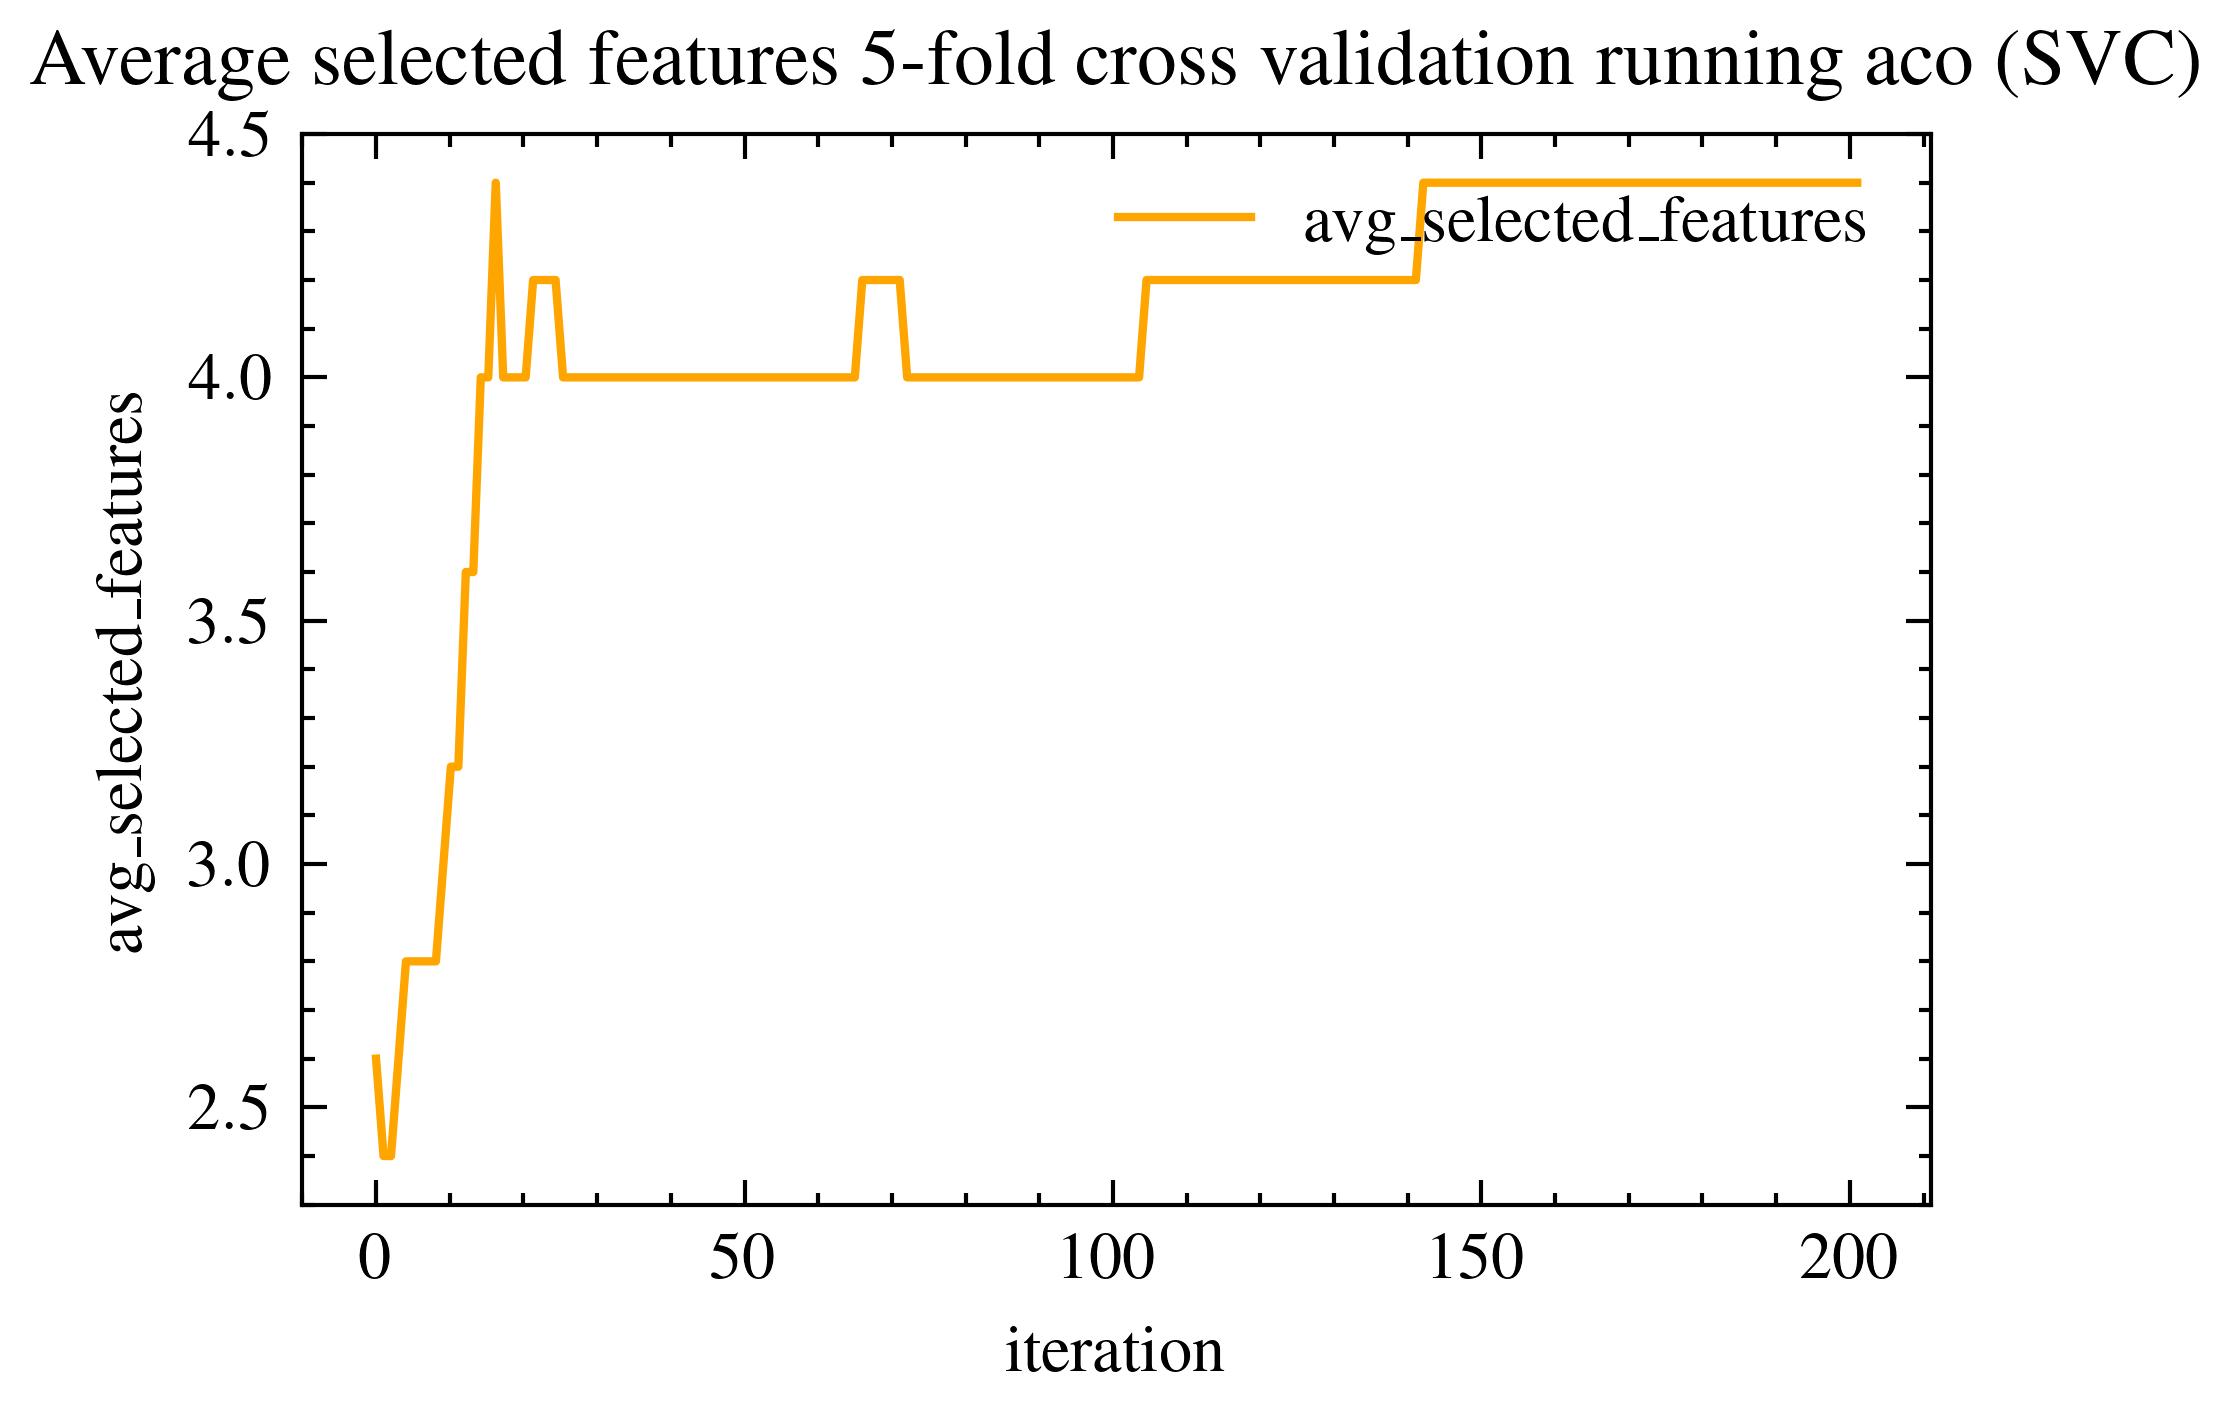 Average selected features 5-fold cross validation running aco (SVC)
4.5
4.0
3.5
3.0
2.5
avg_selected_features
avg_selected_features
0 50 100 150 200
iteration